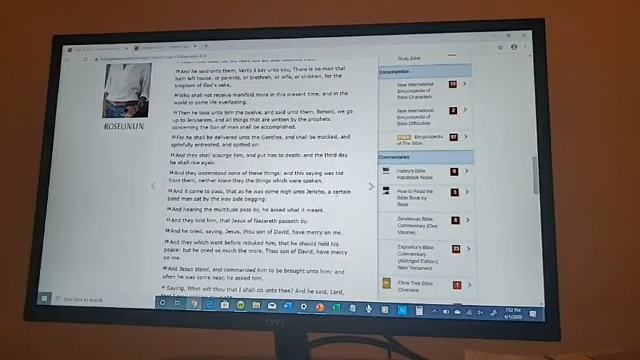 29 And he said unto them, Verily I say unto you, There is no man that
hath left house, or parents, or brethren, or wife, or children, for the
kingdom of God's sake,
30 Who shall not receive manifold more in this present time, and in
the world to come life everlasting.
31 Then he took unto him the twelve, and said unto them, Behold, we go
up to Jerusalem, and all things that are written by the prophets
concerning the Son of man shall be accomplished.
32 For he shall be delivered unto the Gentiles, and shall be mocked, and
spitefully entreated, and spitted on:
33 And they shall scourge him, and put him to death: and the third day
he shall rise again.
34 And they understood none of these things: and this saying was hid
from them, neither knew they the things which were spoken.
35 And it came to pass, that as he was come nigh unto Jericho, a certain
blind man sat by the way side begging:
36 And hearing the multitude pass by, he asked what it meant.
37 And they told him, that Jesus of Nazareth passeth by.
38 And he cried, saying, Jesus, thou son of David, have mercy on me.
39 And they which went before rebuked him, that he should hold his
peace: but he cried so much the more, Thou son of David, have mercy
on me.
40 And Jesus stood, and commanded him to be brought unto him: and
when he was come near, he asked him,
41 Saying, What wilt thou that I shall do unto thee? And he said, Lord,
ROSELINLIN
Study Bible
Encyclopedias
New International
Encyclopedia of
Bible Characters
10
New International
Encyclopedia of
Bible Difficulties
2
FREE Encyclopedia
of The Bible
57
Commentaries
Halley's Bible
Handbook Notes
6
How to Read the
Bible Book by
Book
3
Zondervan Bible
Commentary (One
Volume)
8
Expositor's Bible
Commentary
(Abridged Edition):
New Testament
23
Olive Tree Bible
Overview
1
Type here to search
7:52 PM
4/1/2020
onn